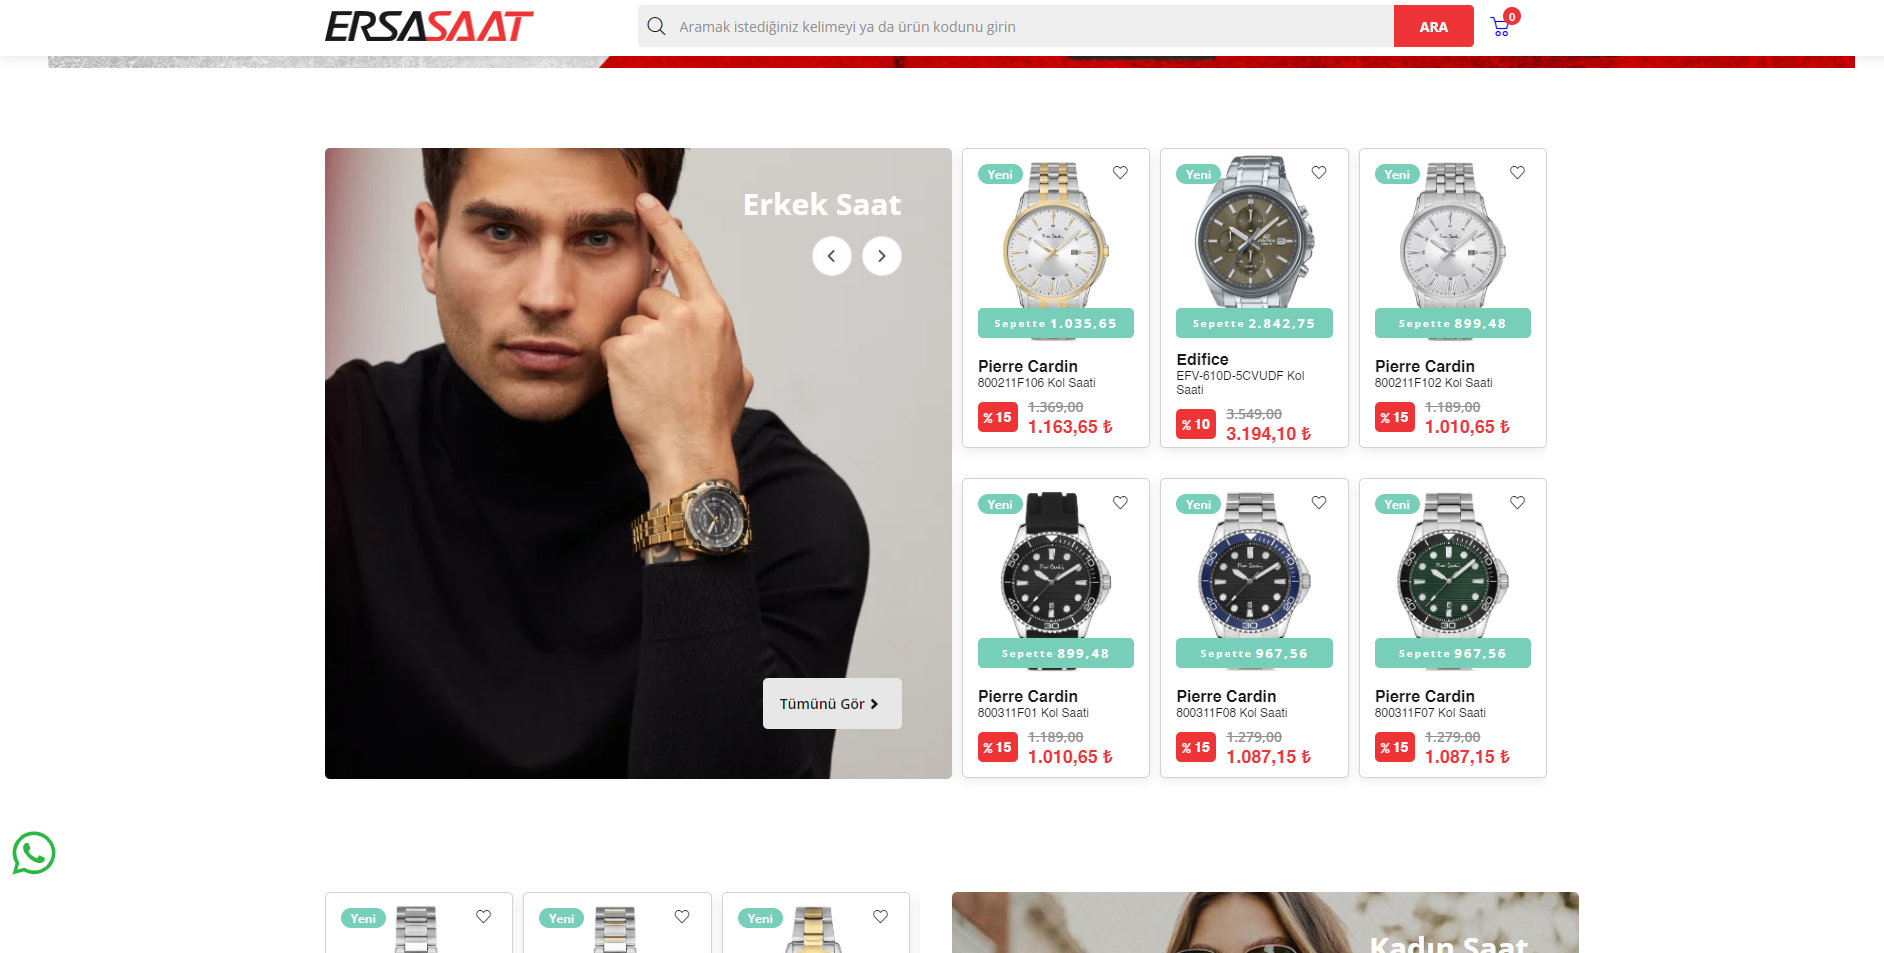 ERSASAAT
Aramak istediğiniz kelimeyi ya da ürün kodunu girin
ARA
0
Erkek Saat
Tümünü Gör
Yeni
Sepette 1.035,65
Pierre Cardin
800211F106 Kol Saati
%15
1.369,00
1.163,65 ₺
Yeni
Sepette 2.842,75
Edifice
EFV-610D-5CVUDF Kol
Saati
%10
3.549,00
3.194,10 ₺
Yeni
Sepette 899,48
Pierre Cardin
800211F102 Kol Saati
%15
1.189,00
1.010,65 ₺
Yeni
Sepette 899,48
Pierre Cardin
800311F01 Kol Saati
%15
1.189,00
1.010,65 ₺
Yeni
Sepette 967,56
Pierre Cardin
800311F08 Kol Saati
%15
1.279,00
1.087,15 ₺
Yeni
Sepette 967,56
Pierre Cardin
800311F07 Kol Saati
%15
1.279,00
1.087,15 ₺
Yeni
Yeni
Yeni
Kadın Saat